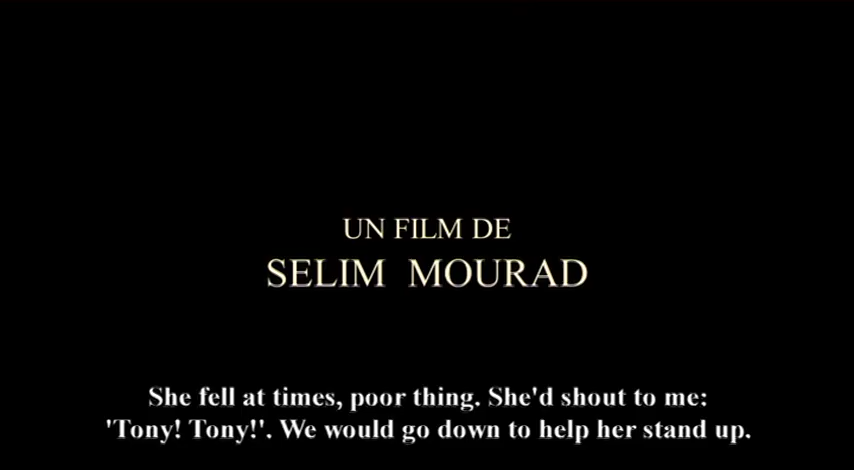 UN FILM DE
SELIM MOURAD
She fell at times, poor thing. She'd shout to me:
'Tony! Tony!'. We would go down to help her stand up.